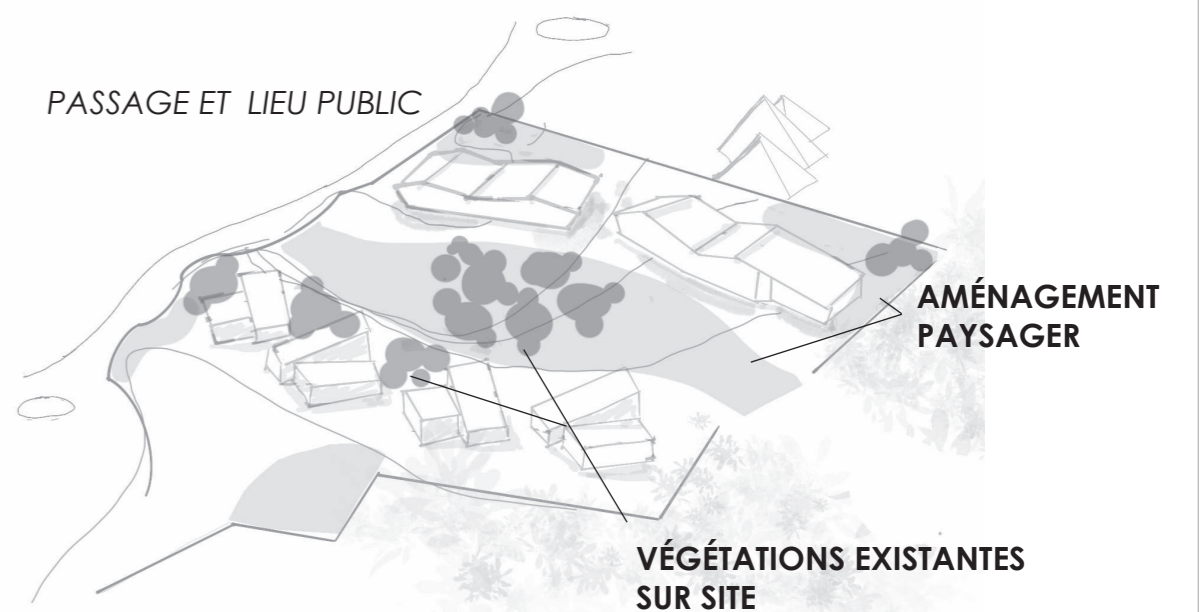 PASSAGE ET LIEU PUBLIC
AMÉNAGEMENT
PAYSAGER
VÉGÉTATIONS EXISTANTES
SUR SITE